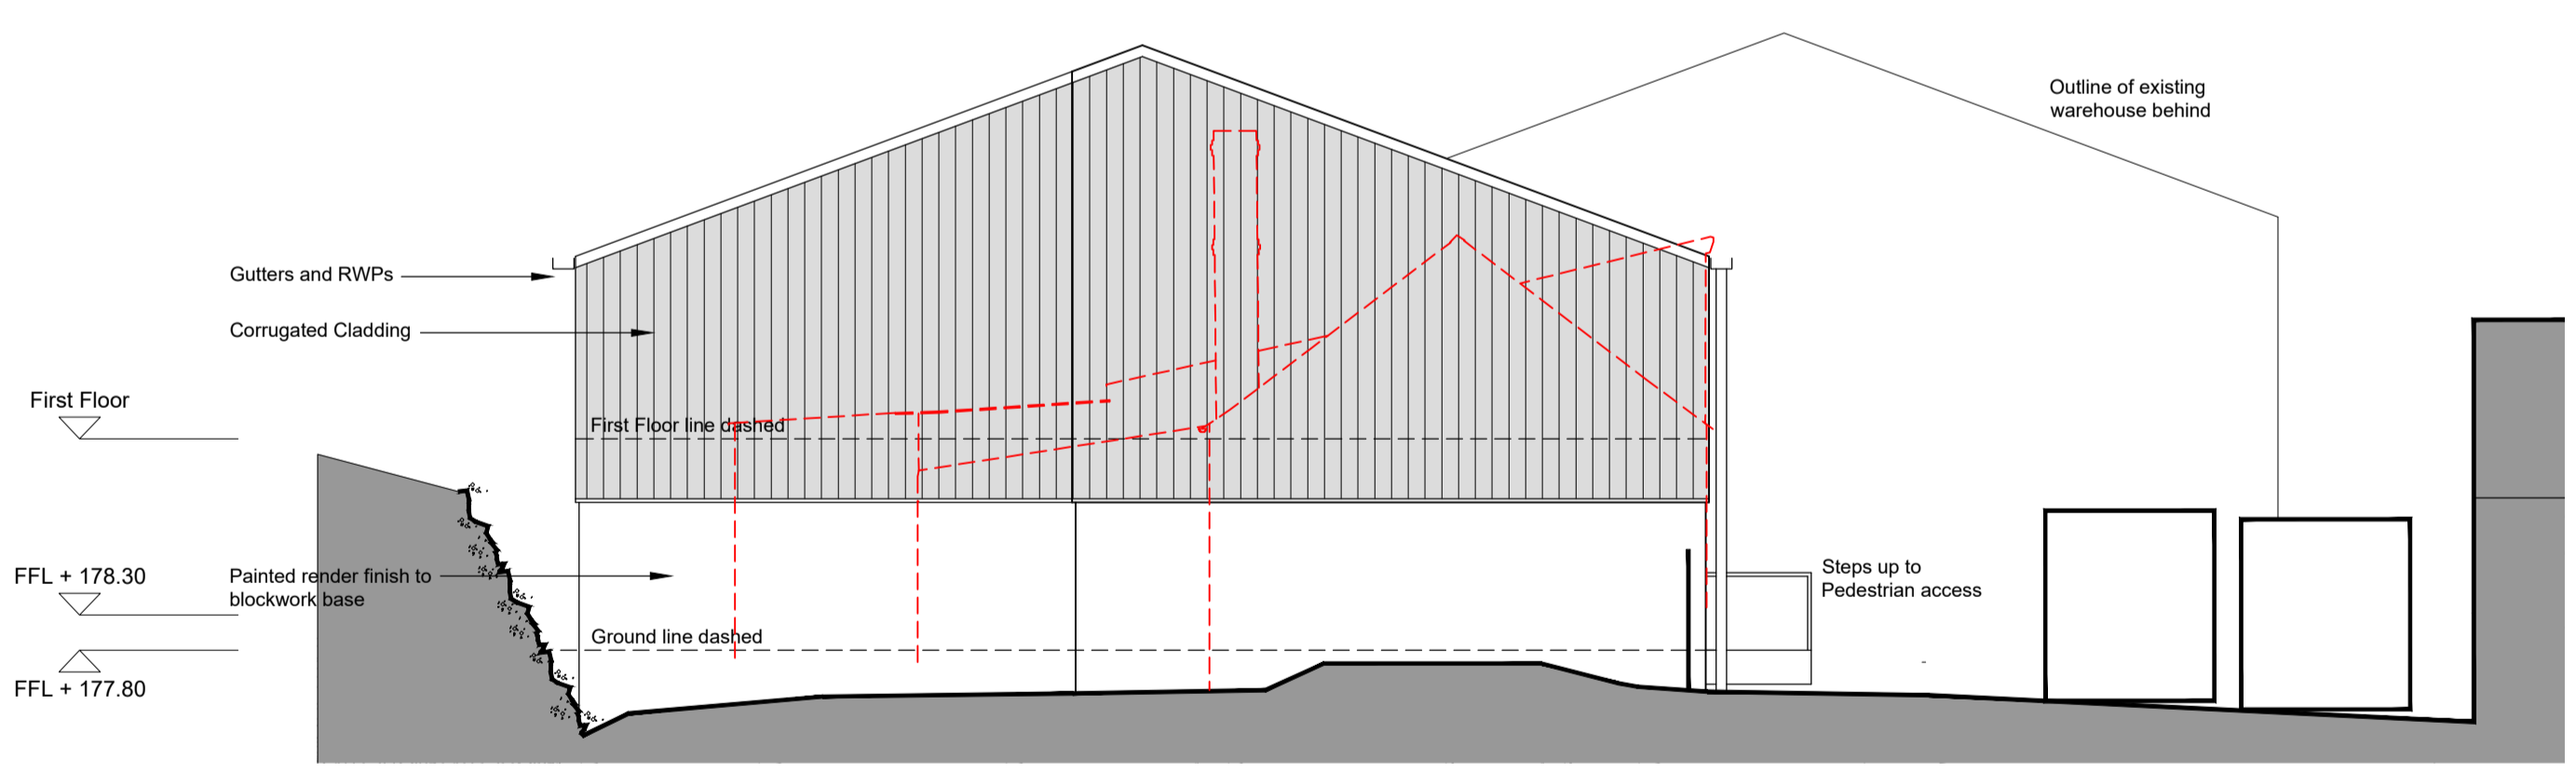 Outline of existing
warehouse behind
Gutters and RWPs
Corrugated Cladding
First Floor
First Floor line dashed
FFL + 178.30
Painted render finish to
blockwork base
Steps up to
Pedestrian access
Ground line dashed
FFL + 177.80